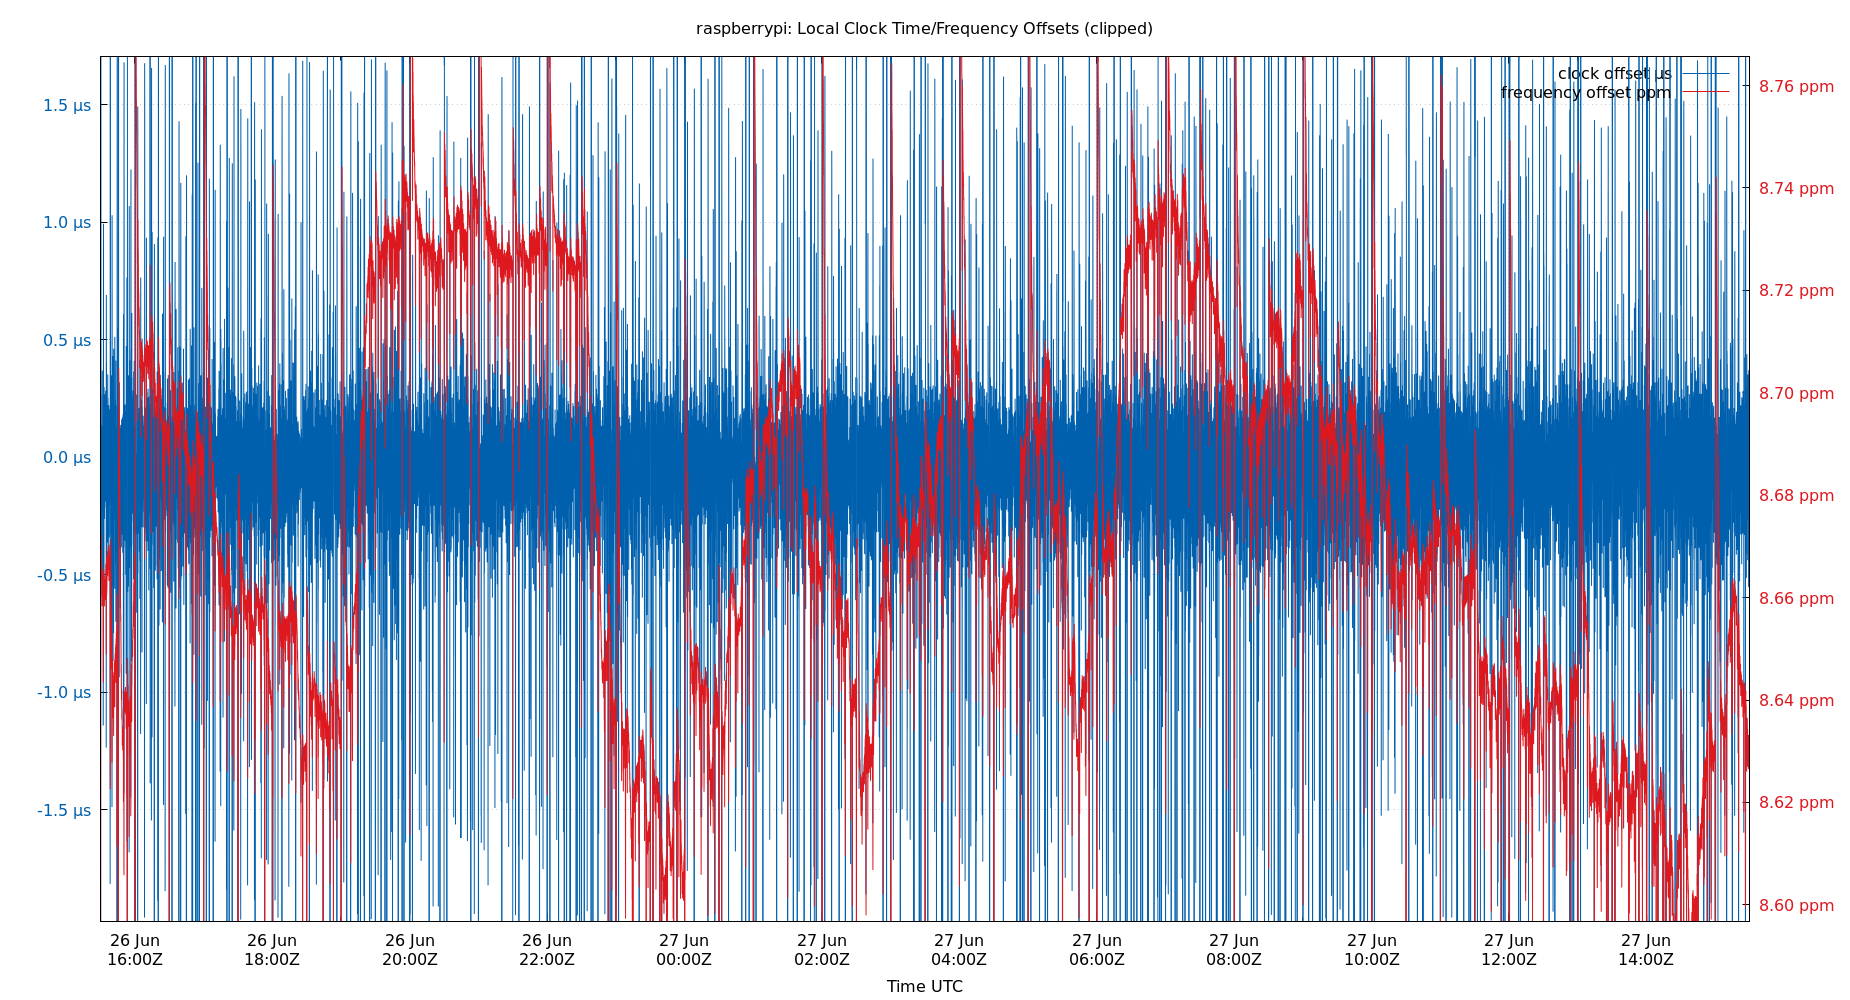 raspberrypi: Local Clock Time/Frequency Offsets (clipped)
clock offset µs
frequency offset ppm
1.5 µs
1.0 µs
0.5 µs
0.0 µs
-0.5 µs
-1.0 µs
-1.5 µs
8.76 ppm
8.74 ppm
8.72 ppm
8.70 ppm
8.68 ppm
8.66 ppm
8.64 ppm
8.62 ppm
8.60 ppm
26 Jun 26 Jun 26 Jun 26 Jun 27 Jun 27 Jun 27 Jun 27 Jun 27 Jun 27 Jun 27 Jun 27 Jun
16:00Z 18:00Z 20:00Z 22:00Z 00:00Z 02:00Z 04:00Z 06:00Z 08:00Z 10:00Z 12:00Z 14:00Z
Time UTC